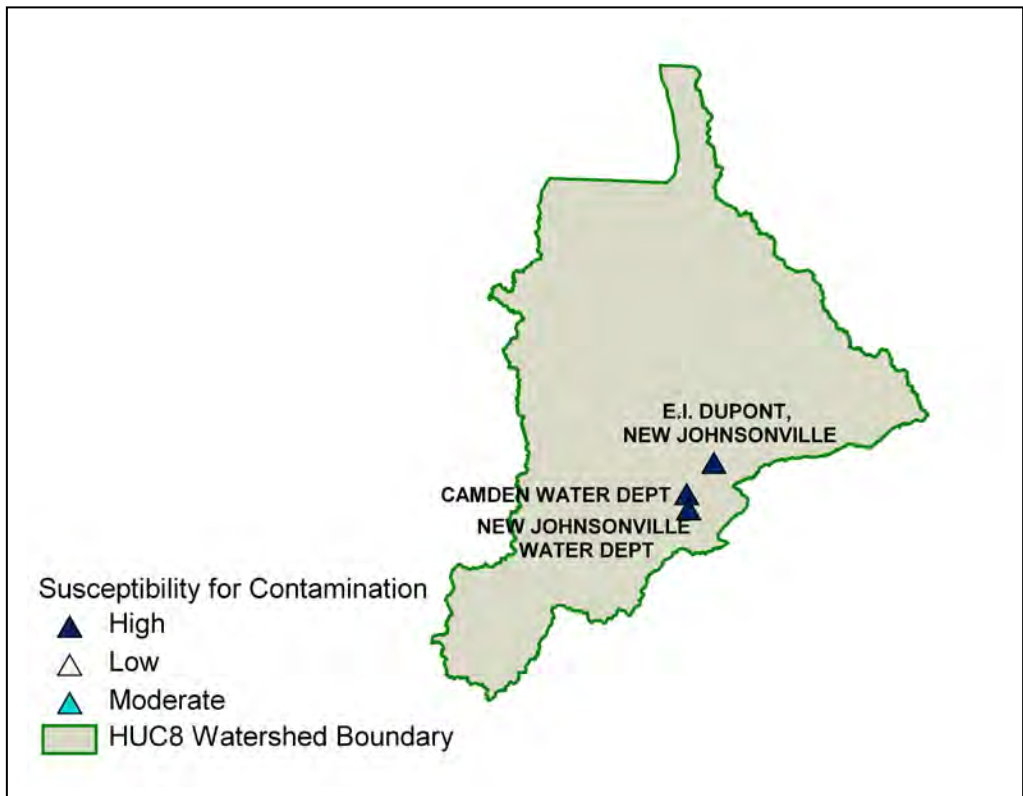 E.I. DUPONT,
NEW JOHNSONVILLE
CAMDEN WATER DEPT
NEW JOHNSONVILLE
WATER DEPT
Susceptibility for Contamination
High
Low
Moderate
HUC8 Watershed Boundary